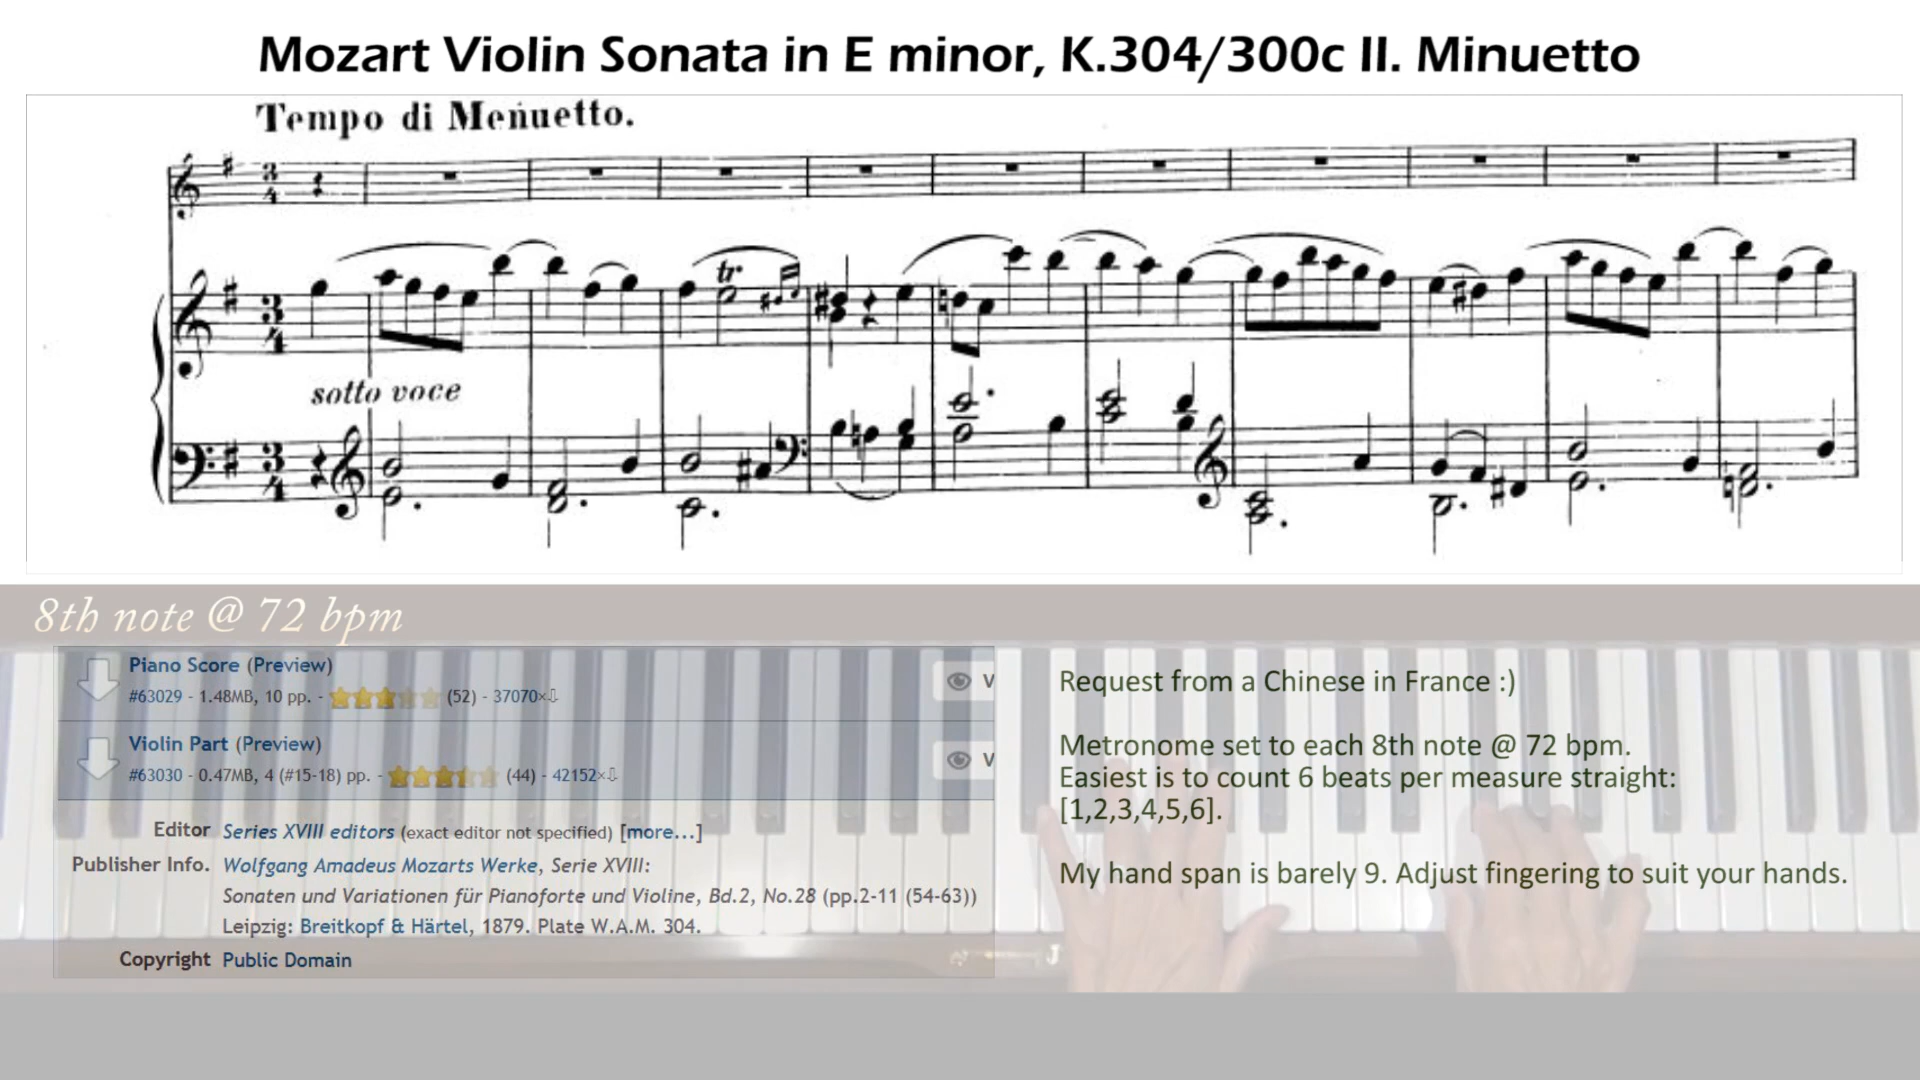 Mozart Violin Sonata in E minor, K.304/300c II. Minuetto
Tempo di Menuetto.
tr
sotto voce
8th note @ 72 bpm
Piano Score (Preview)
#63029 - 1.48MB, 10 pp. - (52) - 37070×
V
Violin Part (Preview)
#63030 - 0.47MB, 4 (#15-18) pp. - (44) - 42152×
V
Editor Series XVIII editors (exact editor not specified) [more...]
Publisher Info. Wolfgang Amadeus Mozarts Werke, Serie XVIII:
Sonaten und Variationen für Pianoforte und Violine, Bd.2, No.28 (pp.2-11 (54-63))
Leipzig: Breitkopf & Härtel, 1879. Plate W.A.M. 304.
Copyright Public Domain
Request from a Chinese in France :)
Metronome set to each 8th note @ 72 bpm.
Easiest is to count 6 beats per measure straight:
[1,2,3,4,5,6].
My hand span is barely 9. Adjust fingering to suit your hands.